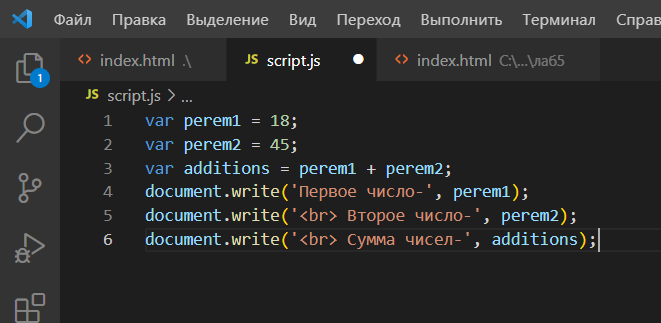 Файл Правка Выделение Вид Переход Выполнить Терминал Справ
index.html .\ JS script.js index.html C:\...\ла65
1
JS script.js > ...
1 var perem1 = 18;
2 var perem2 = 45;
3 var additions = perem1 + perem2;
4 document.write('Первое число-', perem1);
5 document.write('<br> Второе число-', perem2);
6 document.write('<br> Сумма чисел-', additions);